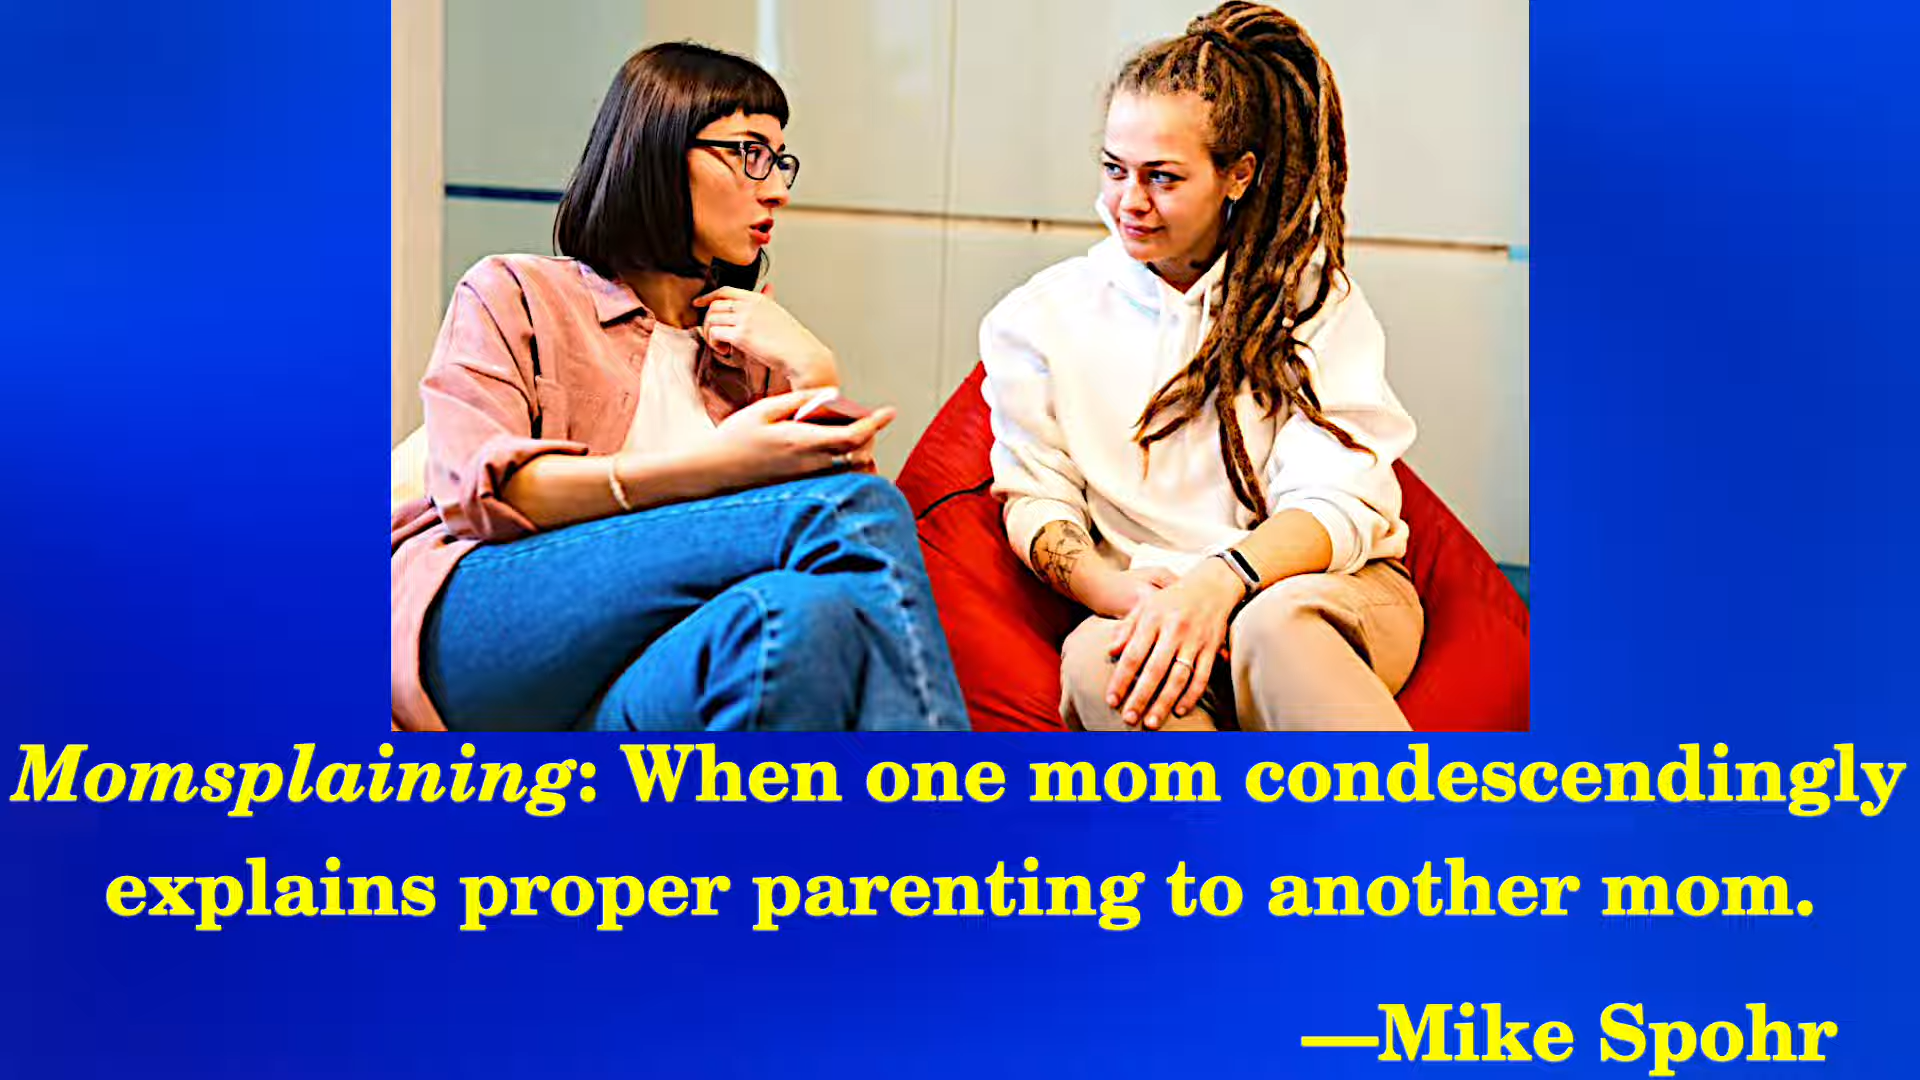 Momsplaining: When one mom condescendingly
explains proper parenting to another mom.
—Mike Spohr